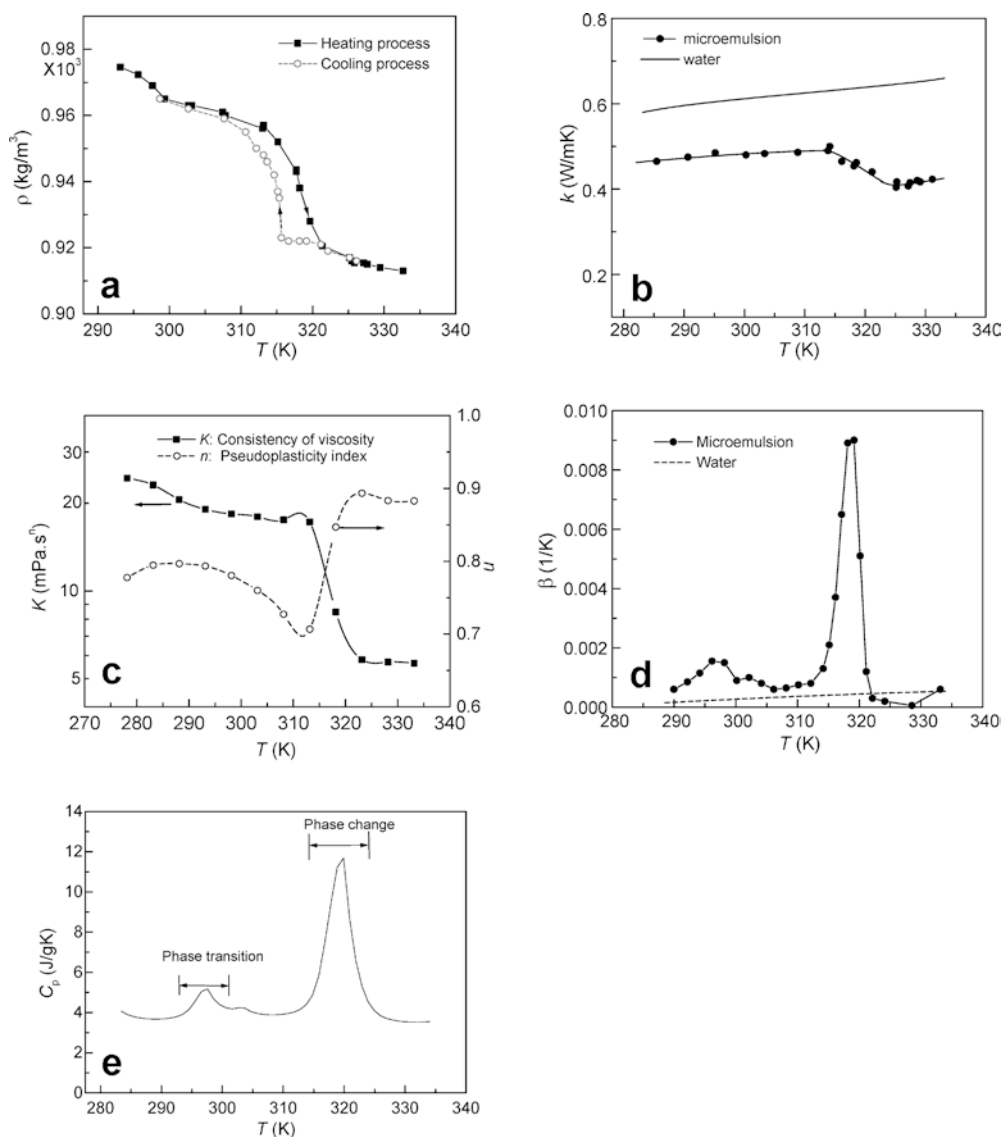 0.98
X10³
0.96
0.94
0.92
0.90
ρ (kg/m³)
Heating process
Cooling process
a
290 300 310 320 330 340
T (K)
0.8
0.6
0.4
0.2
k (W/mK)
microemulsion
water
b
280 290 300 310 320 330 340
T (K)
30
20
10
5
K (mPa.sⁿ)
K: Consistency of viscosity
n: Pseudoplasticity index
1.0
0.9
0.8
0.7
0.6
n
c
270 280 290 300 310 320 330 340
T (K)
0.010
0.008
0.006
0.004
0.002
0.000
β (1/K)
Microemulsion
Water
d
290 300 310 320 330 340
T (K)
14
12
10
8
6
4
2
0
Cp (J/gK)
Phase change
Phase transition
e
280 290 300 310 320 330 340
T (K)